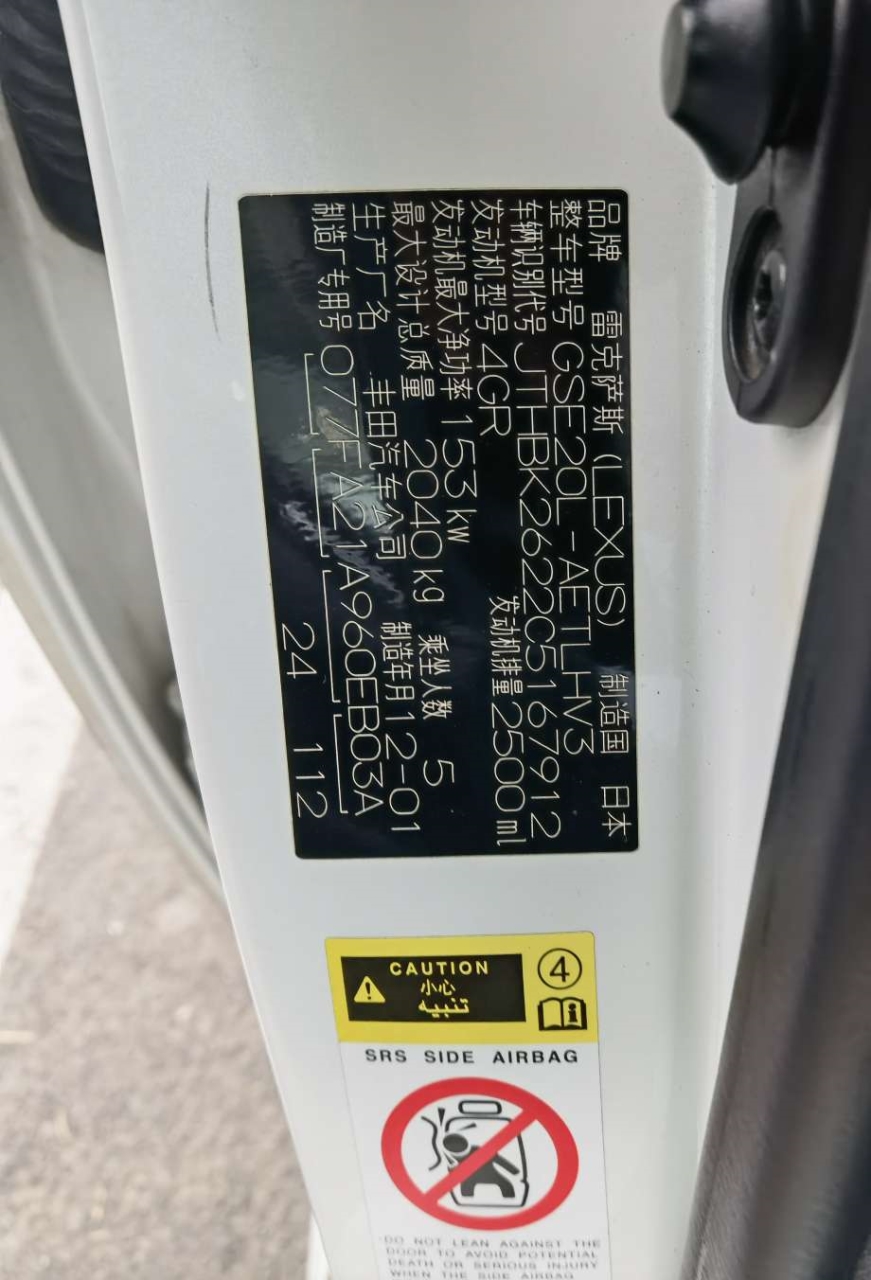 品牌 雷克萨斯(LEXUS) 制造国 日本
整车型号 GSE20L-AETLHV3
车辆识别代号 JTHBK2622C5167912
发动机型号 4GR 发动机排量 2500ml
发动机最大净功率 153kw
最大设计总质量 2040kg 乘坐人数 5
生产厂名 丰田汽车公司 制造年月 12-01
制造厂专用号 077FA21A960EB03A
24 112
CAUTION
小心
تنبيه
4
SRS SIDE AIRBAG
DO NOT LEAN AGAINST THE
DOOR TO AVOID POTENTIAL
DEATH OR SERIOUS INJURY
WHEN THE SIDE AIRBAG